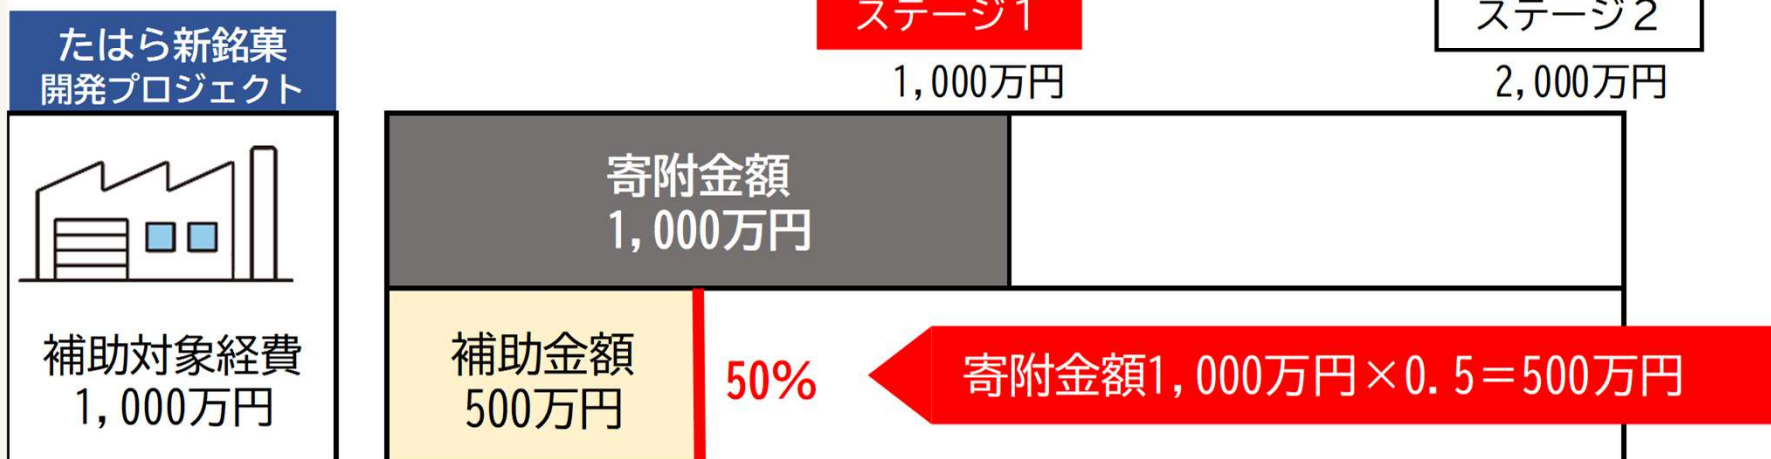 たはら新銘菓
開発プロジェクト
ステージ1
1,000万円
ステージ2
2,000万円
寄附金額
1,000万円
補助対象経費
1,000万円
補助金額
500万円
50%
寄附金額1,000万円×0.5=500万円